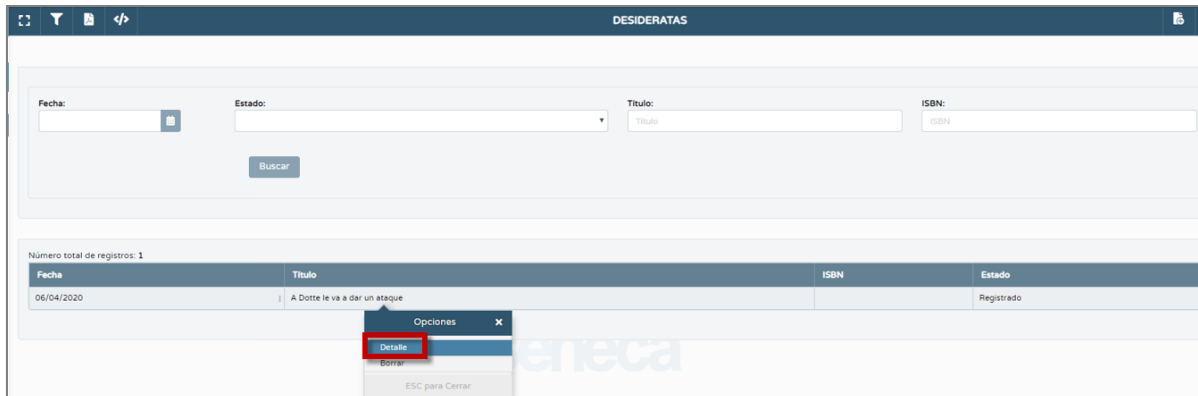 DESIDERATAS
Fecha: Estado: Título: ISBN:
Título ISBN
Buscar
Número total de registros: 1
Fecha Título ISBN Estado
06/04/2020 A Dotte le va a dar un ataque Registrado
Opciones
Detalle
Borrar
ESC para Cerrar
seneca